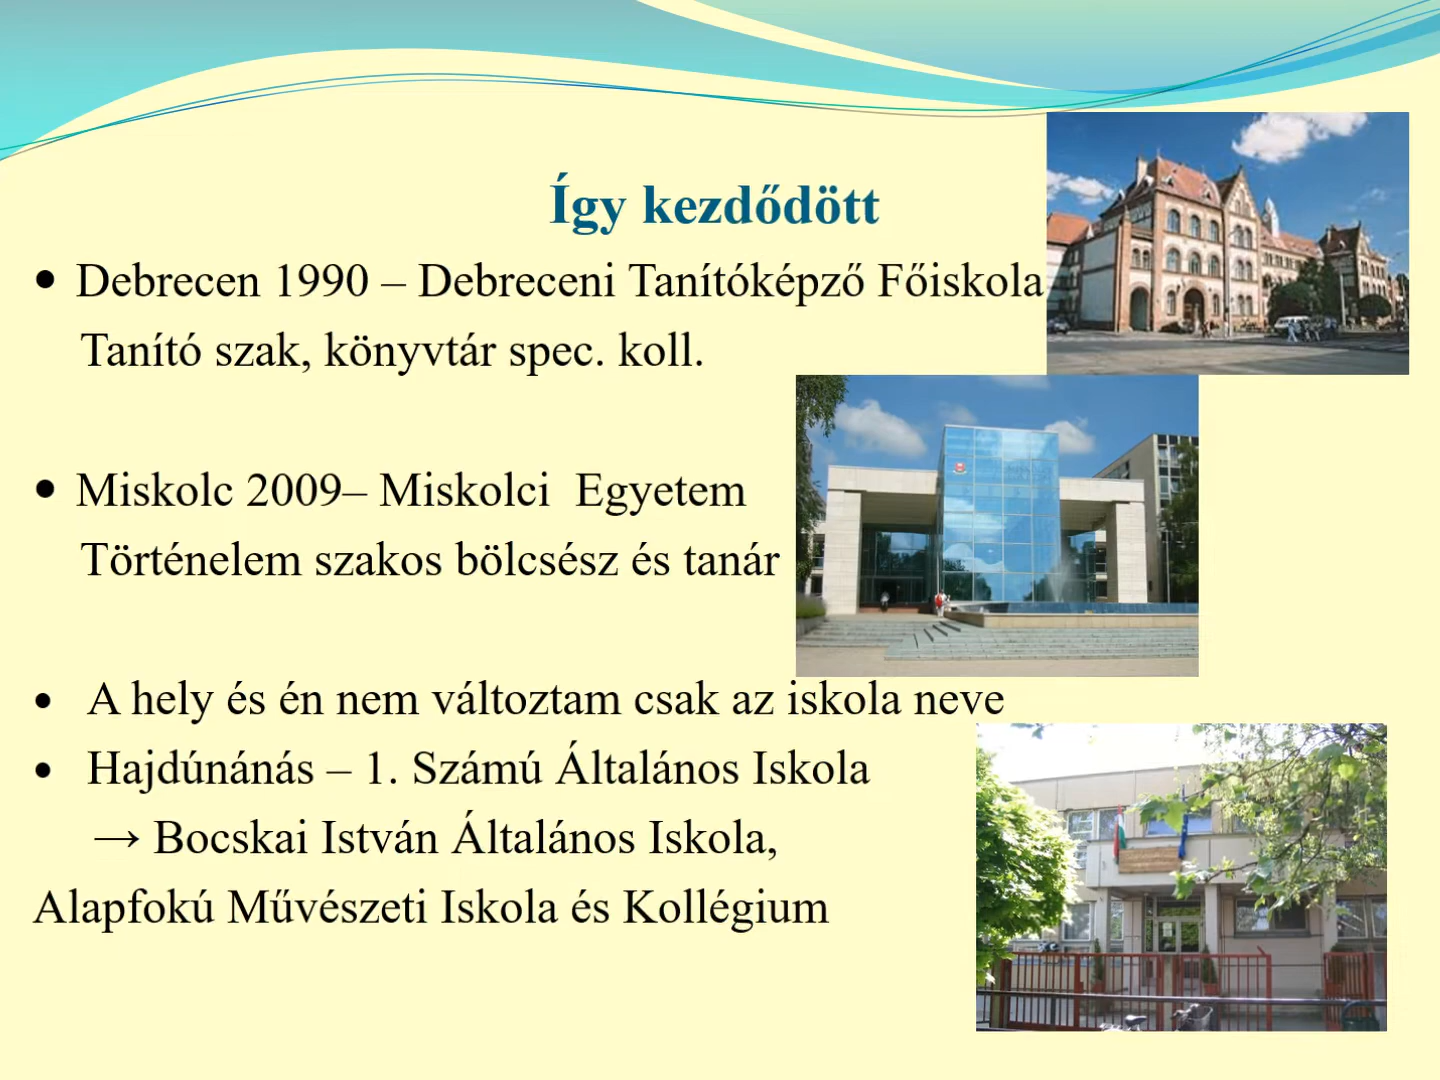 Így kezdődött
• Debrecen 1990 – Debreceni Tanítóképző Főiskola
Tanító szak, könyvtár spec. koll.
• Miskolc 2009– Miskolci  Egyetem
Történelem szakos bölcsész és tanár
• A hely és én nem változtam csak az iskola neve
• Hajdúnánás – 1. Számú Általános Iskola
→ Bocskai István Általános Iskola,
Alapfokú Művészeti Iskola és Kollégium